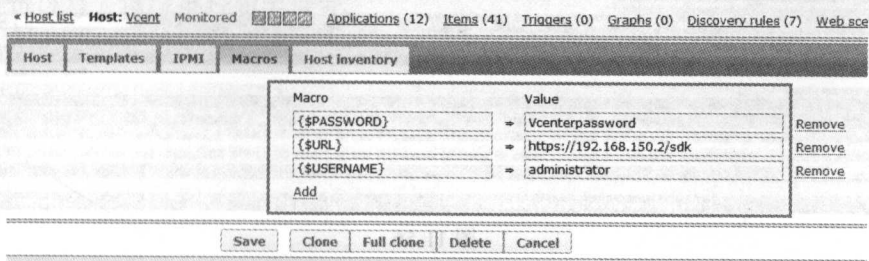 « Host list Host: Vcent Monitored Applications (12) Items (41) Triggers (0) Graphs (0) Discovery rules (7) Web sce
Host Templates IPMI Macros Host inventory
Macro Value
{$PASSWORD} ⇒ Vcenterpassword Remove
{$URL} ⇒ https://192.168.150.2/sdk Remove
{$USERNAME} ⇒ administrator Remove
Add
Save Clone Full clone Delete Cancel